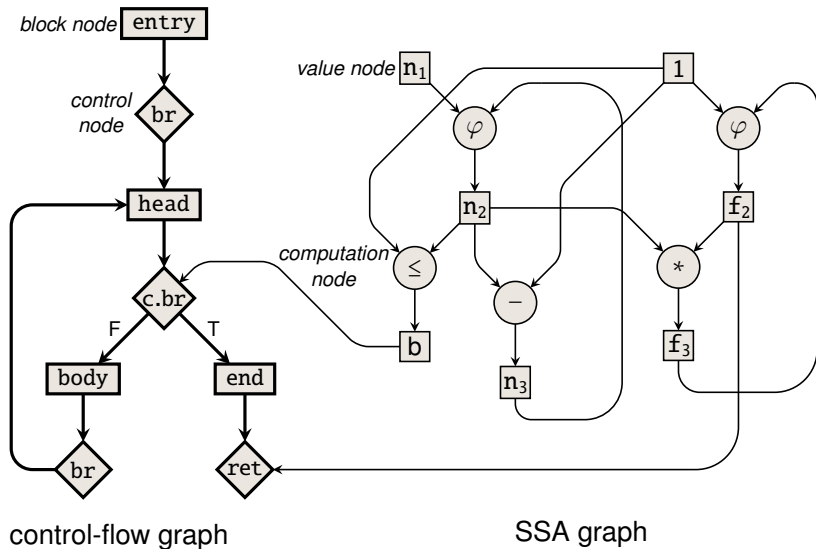 block node
entry
control
node
br
head
c.br
F
T
body
end
br
ret
control-flow graph
value node
n₁
1
φ
φ
n₂
f₂
computation
node
≤
−
*
b
n₃
f₃
SSA graph